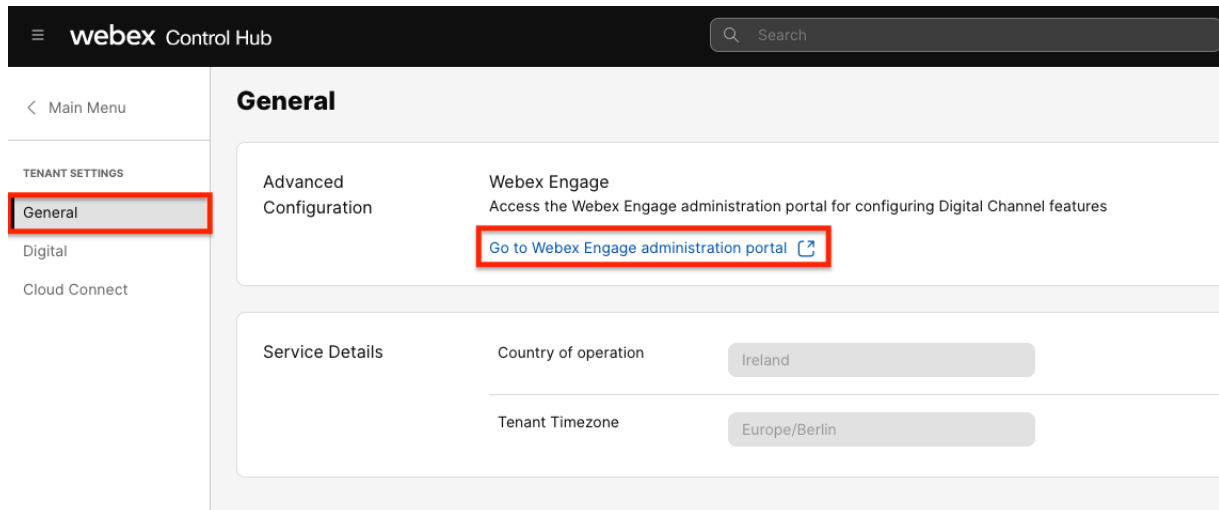 webex Control Hub
Search
Main Menu
TENANT SETTINGS
General
Digital
Cloud Connect
General
Advanced
Configuration
Webex Engage
Access the Webex Engage administration portal for configuring Digital Channel features
Go to Webex Engage administration portal
Service Details
Country of operation
Ireland
Tenant Timezone
Europe/Berlin